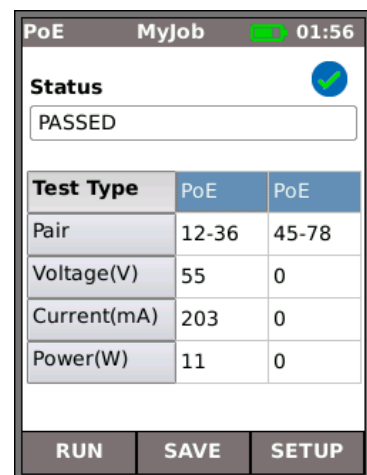 PoE MyJob 01:56
Status
PASSED
Test Type PoE PoE
Pair 12-36 45-78
Voltage(V) 55 0
Current(mA) 203 0
Power(W) 11 0
RUN SAVE SETUP